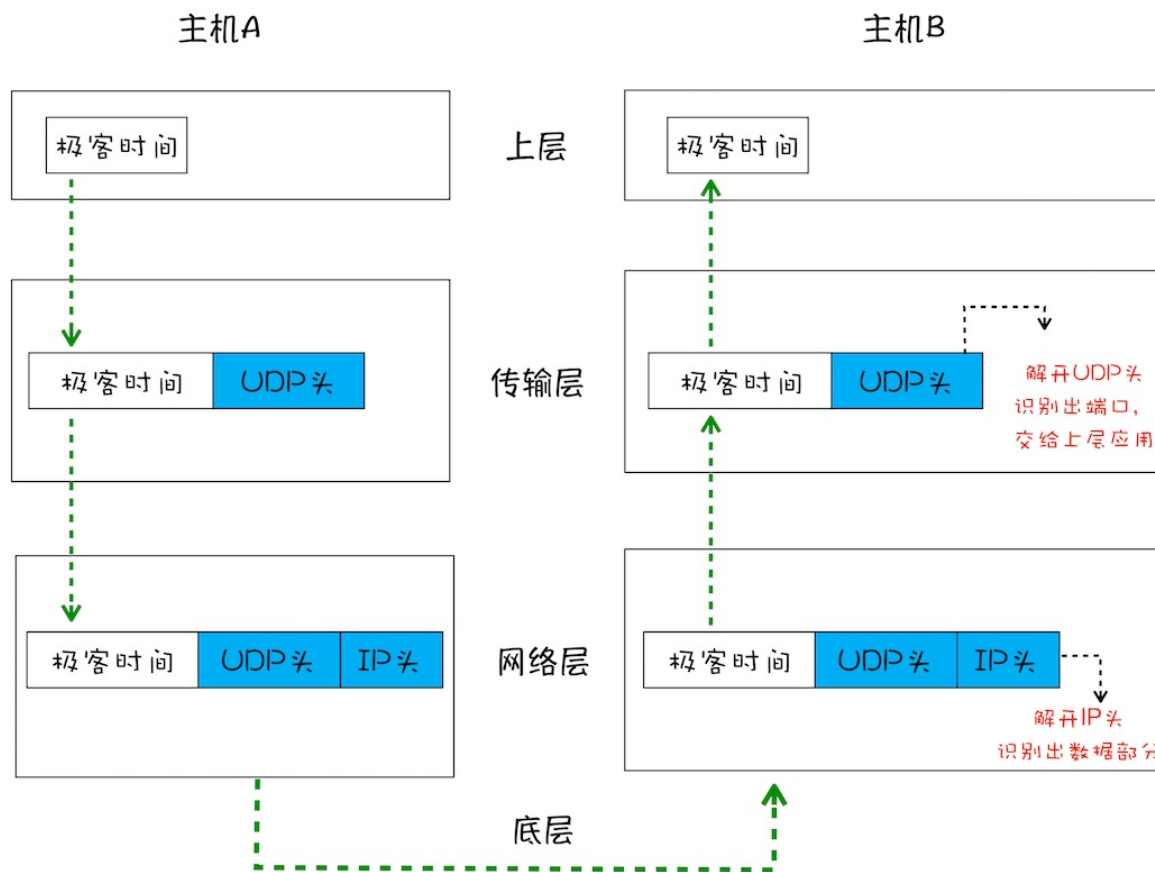 主机A
主机B
极客时间
上层
极客时间
极客时间
UDP头
传输层
极客时间
UDP头
解开UDP头
识别出端口，
交给上层应用
极客时间
UDP头
IP头
网络层
极客时间
UDP头
IP头
解开IP头
识别出数据部分
底层